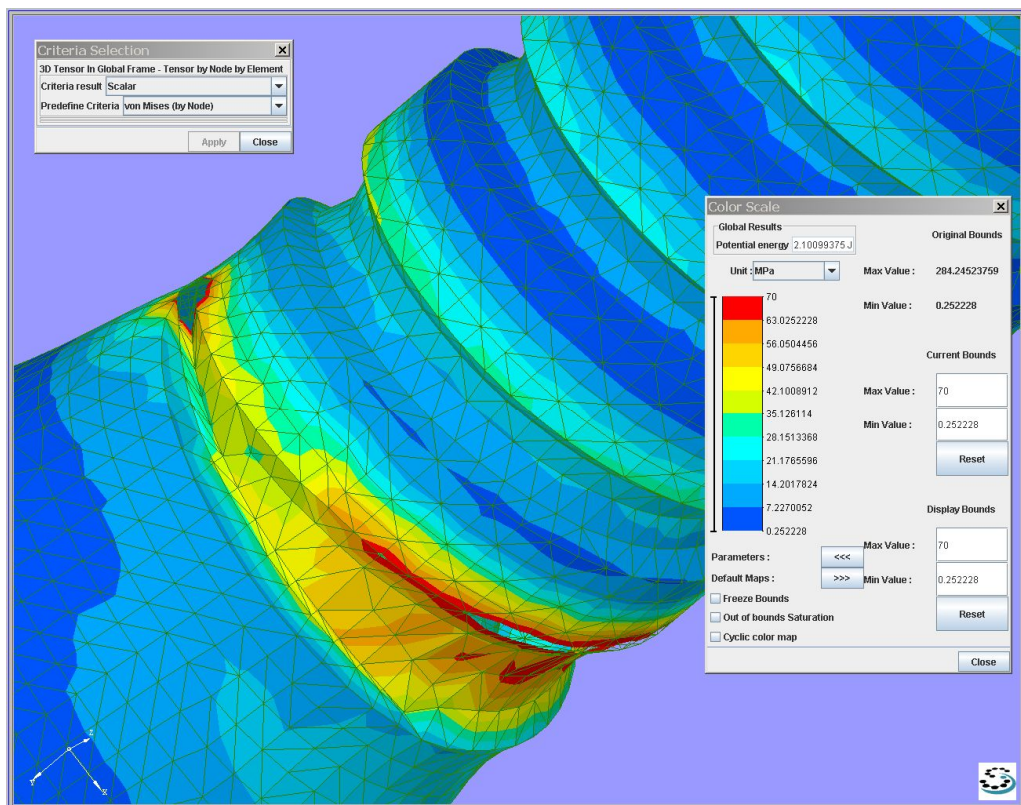 Criteria Selection
3D Tensor In Global Frame - Tensor by Node by Element
Criteria result Scalar
Predefine Criteria von Mises (by Node)
Apply Close
Color Scale
Global Results
Potential energy 2.10099375 J
Original Bounds
Unit : MPa
Max Value : 284.24523759
Min Value : 0.252228
70
63.0252228
56.0504456
49.0756684
42.1008912
35.126114
28.1513368
21.1765596
14.2017824
7.2270052
0.252228
Current Bounds
Max Value : 70
Min Value : 0.252228
Reset
Display Bounds
Max Value : 70
Min Value : 0.252228
Reset
Parameters : <<<
Default Maps : >>>
Freeze Bounds
Out of bounds Saturation
Cyclic color map
Close
Z
Y
X